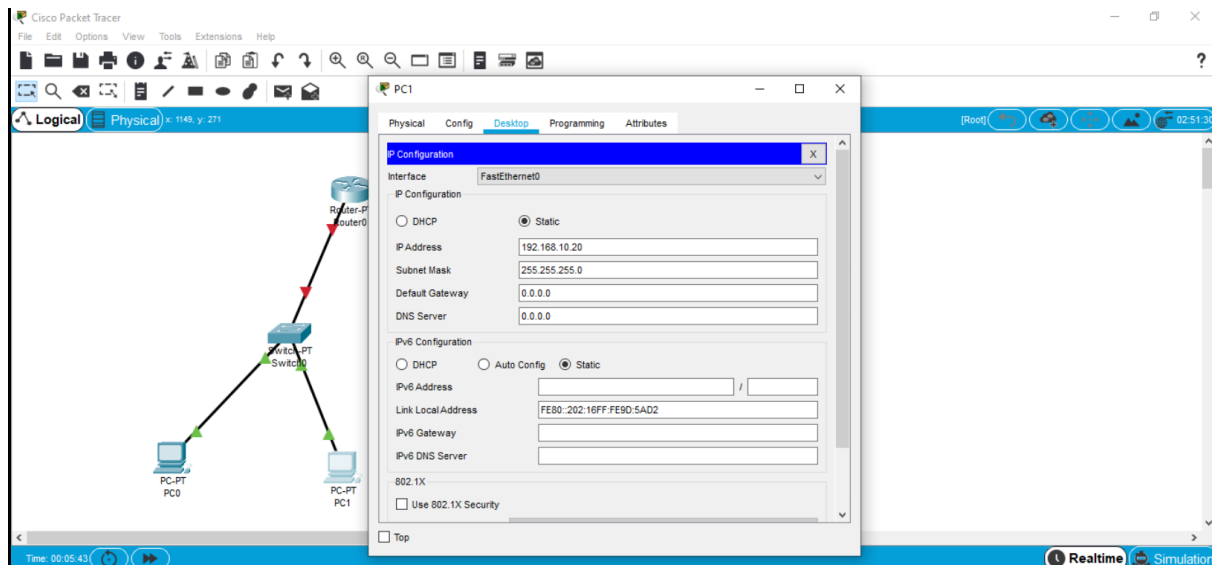 Cisco Packet Tracer
File Edit Options View Tools Extensions Help
?
Logical Physical x: 1149, y: 271
[Root] 02:51:30
PC1
Physical Config Desktop Programming Attributes
IP Configuration X
Interface FastEthernet0
IP Configuration
DHCP Static
IP Address 192.168.10.20
Subnet Mask 255.255.255.0
Default Gateway 0.0.0.0
DNS Server 0.0.0.0
IPv6 Configuration
DHCP Auto Config Static
IPv6 Address /
Link Local Address FE80::202:16FF:FE9D:5AD2
IPv6 Gateway
IPv6 DNS Server
802.1X
Use 802.1X Security
Top
Router-P
Router0
Switch-PT
Switch0
PC-PT
PC0
PC-PT
PC1
Time: 00:05:43
Realtime Simulation